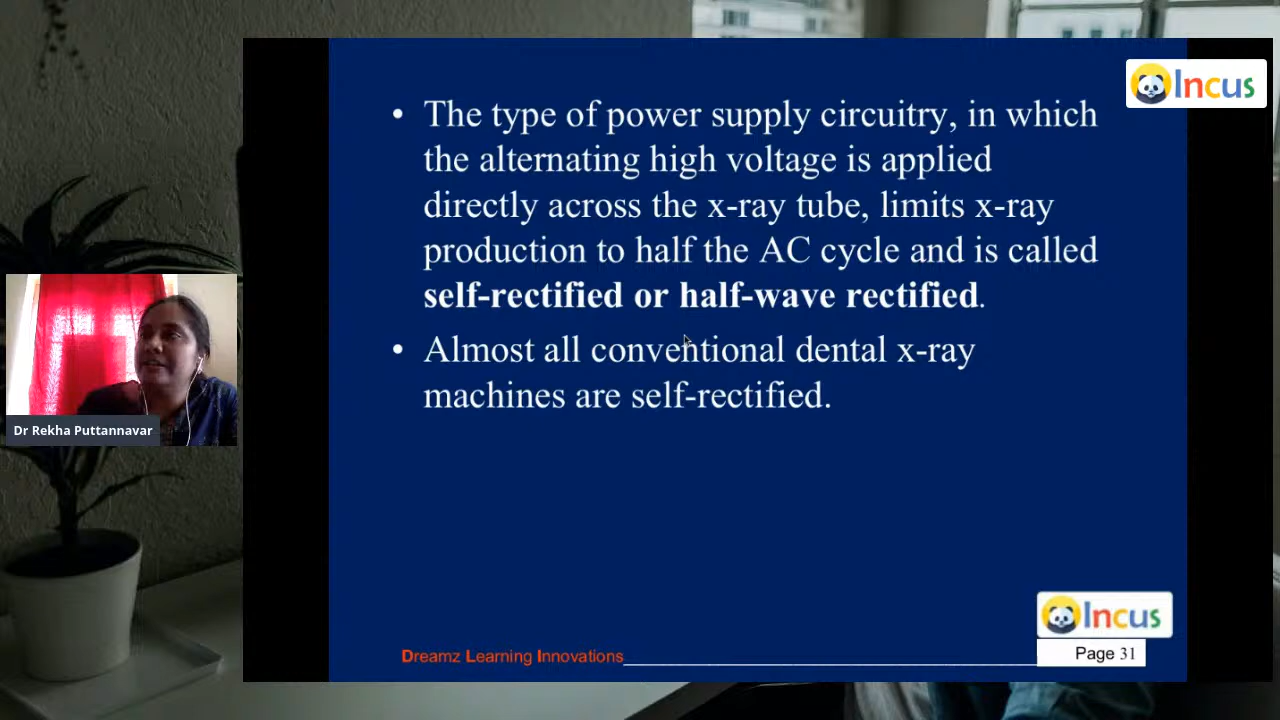 Incus
• The type of power supply circuitry, in which
the alternating high voltage is applied
directly across the x-ray tube, limits x-ray
production to half the AC cycle and is called
self-rectified or half-wave rectified.
• Almost all conventional dental x-ray
machines are self-rectified.
Dr Rekha Puttannavar
Incus
Dreamz Learning Innovations
Page 31